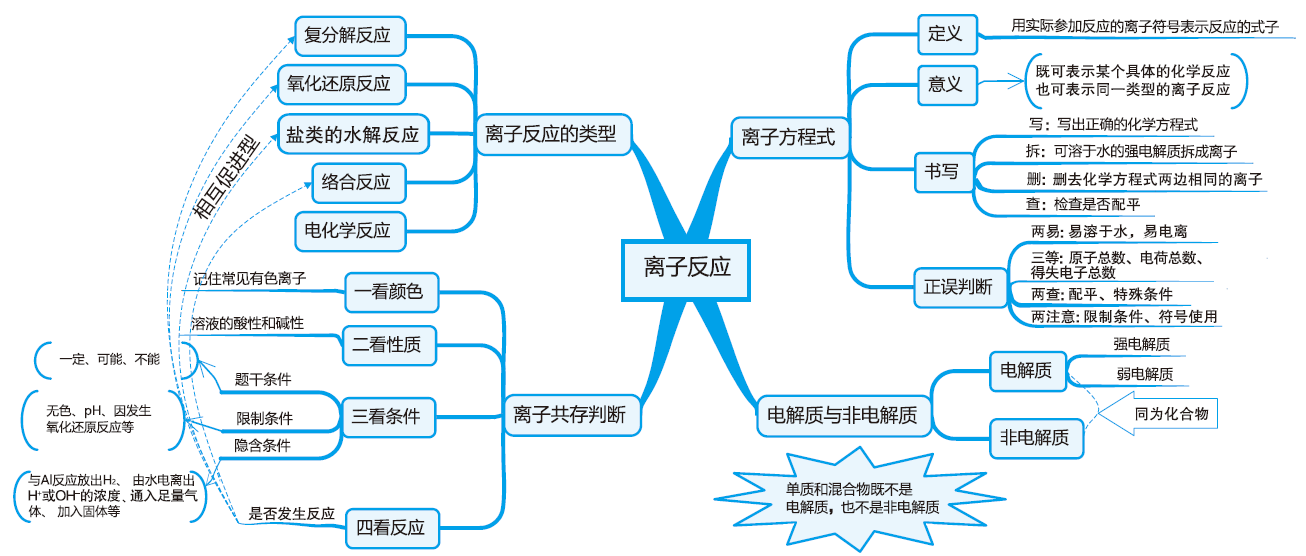 离子反应
离子反应的类型
复分解反应
氧化还原反应
盐类的水解反应
络合反应
电化学反应
相互促进型
离子方程式
定义
用实际参加反应的离子符号表示反应的式子
意义
既可表示某个具体的化学反应
也可表示同一类型的离子反应
书写
写：写出正确的化学方程式
拆：可溶于水的强电解质拆成离子
删：删去化学方程式两边相同的离子
查：检查是否配平
正误判断
两易：易溶于水，易电离
三等：原子总数、电荷总数、
得失电子总数
两查：配平、特殊条件
两注意：限制条件、符号使用
离子共存判断
一看颜色
记住常见有色离子
二看性质
溶液的酸性和碱性
三看条件
题干条件
一定、可能、不能
限制条件
无色、pH、因发生
氧化还原反应等
隐含条件
与Al反应放出H₂、由水电离出
H⁺或OH⁻的浓度、通入足量气
体、加入固体等
四看反应
是否发生反应
电解质与非电解质
电解质
强电解质
弱电解质
非电解质
同为化合物
单质和混合物既不是
电解质，也不是非电解质